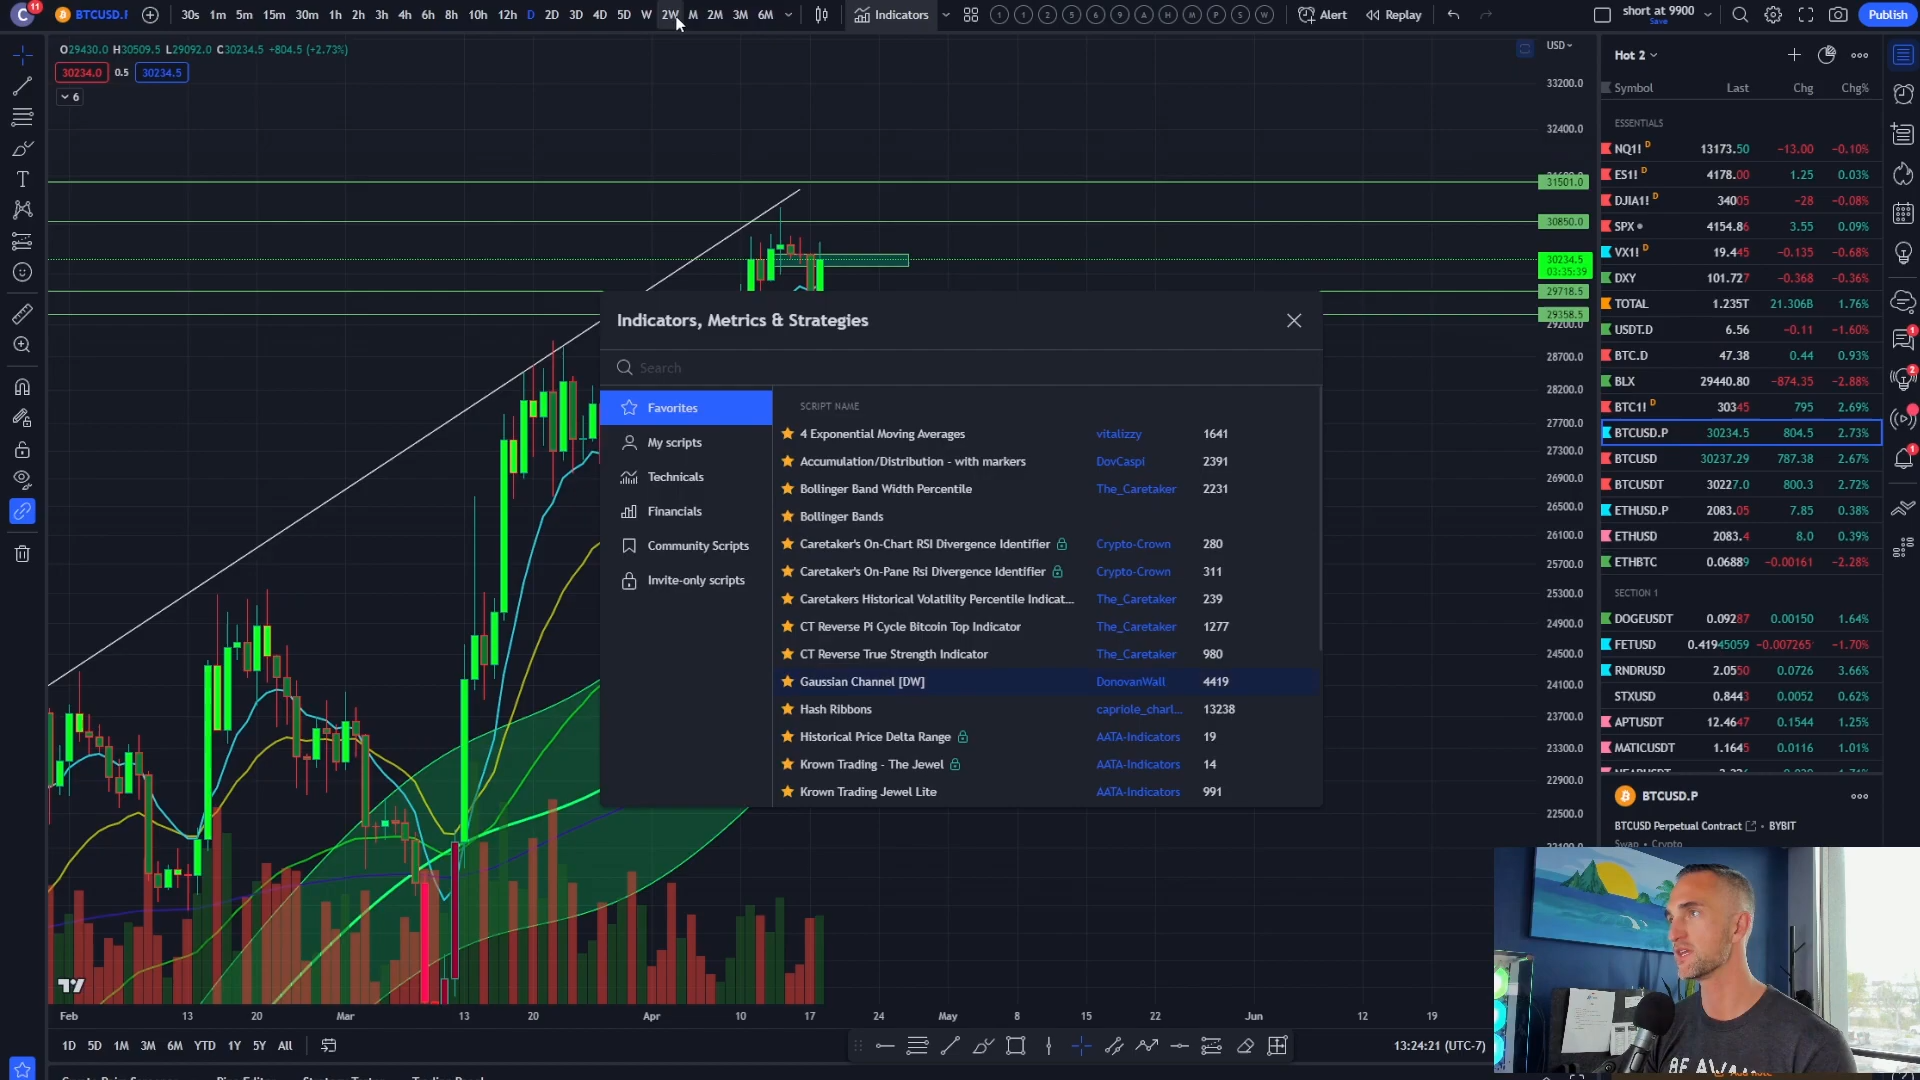 C 11 BTCUSD.P 30s 1m 5m 15m 30m 1h 2h 3h 4h 6h 8h 10h 12h D 2D 3D 4D 5D W 2W M 2M 3M 6M Indicators 1 1 2 5 6 9 A H M P S W Alert Replay short at 9900 Save Publish
O29430.0 H30509.5 L29092.0 C30234.5 +804.5 (+2.73%)
30234.0 0.5 30234.5
6
USD
33200.0
32400.0
31501.0
30850.0
30234.5
03:35:39
29718.5
29358.5
29200.0
28700.0
28200.0
27700.0
27300.0
26900.0
26500.0
26100.0
25700.0
25300.0
24900.0
24500.0
24100.0
23700.0
23300.0
22900.0
22500.0
Indicators, Metrics & Strategies
Search
Favorites
My scripts
Technicals
Financials
Community Scripts
Invite-only scripts
SCRIPT NAME
4 Exponential Moving Averages vitalizzy 1641
Accumulation/Distribution - with markers DovCaspi 2391
Bollinger Band Width Percentile The_Caretaker 2231
Bollinger Bands
Caretaker's On-Chart RSI Divergence Identifier Crypto-Crown 280
Caretaker's On-Pane Rsi Divergence Identifier Crypto-Crown 311
Caretakers Historical Volatility Percentile Indicat... The_Caretaker 239
CT Reverse Pi Cycle Bitcoin Top Indicator The_Caretaker 1277
CT Reverse True Strength Indicator The_Caretaker 980
Gaussian Channel [DW] DonovanWall 4419
Hash Ribbons capriole_charl... 13238
Historical Price Delta Range AATA-Indicators 19
Krown Trading - The Jewel AATA-Indicators 14
Krown Trading Jewel Lite AATA-Indicators 991
Feb 13 20 Mar 13 20 Apr 10 17 24 May 8 15 22 Jun 12 19
1D 5D 1M 3M 6M YTD 1Y 5Y All
13:24:21 (UTC-7)
Hot 2
Symbol Last Chg Chg%
ESSENTIALS
NQ1! D 13173.50 −13.00 −0.10%
ES1! D 4178.00 1.25 0.03%
DJIA1! D 34005 −28 −0.08%
SPX 4154.86 3.55 0.09%
VX1! D 19.445 −0.135 −0.68%
DXY 101.727 −0.368 −0.36%
TOTAL 1.235T 21.306B 1.76%
USDT.D 6.56 −0.11 −1.60%
BTC.D 47.38 0.44 0.93%
BLX 29440.80 −874.35 −2.88%
BTC1! D 30345 795 2.69%
BTCUSD.P 30234.5 804.5 2.73%
BTCUSD 30237.29 787.38 2.67%
BTCUSDT 30227.0 800.3 2.72%
ETHUSD.P 2083.05 7.85 0.38%
ETHUSD 2083.4 8.0 0.39%
ETHBTC 0.06889 −0.00161 −2.28%
SECTION 1
DOGEUSDT 0.09287 0.00150 1.64%
FETUSD 0.41945059 −0.007265 −1.70%
RNDRUSD 2.0550 0.0726 3.66%
STXUSD 0.8443 0.0052 0.62%
APTUSDT 12.4647 0.1544 1.25%
MATICUSDT 1.1645 0.0116 1.01%
BTCUSD.P
BTCUSD Perpetual Contract • BYBIT
Swap • Crypto
BE AWA